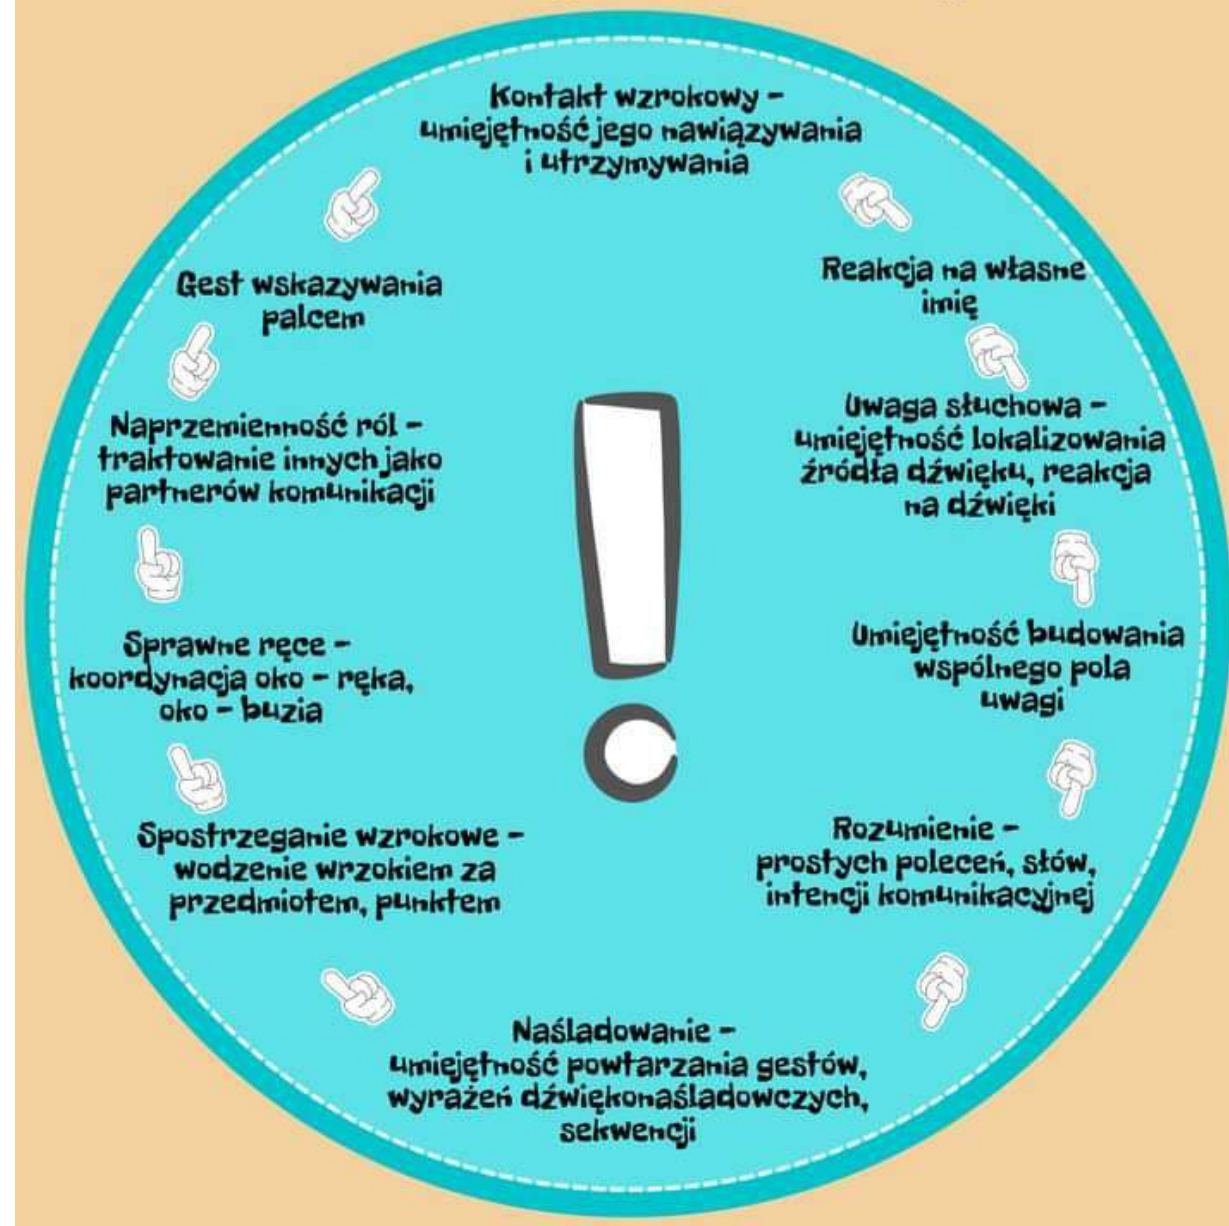 Kontakt wzrokowy -
umiejętność jego nawiązywania
i utrzymywania
Reakcja na własne
imię
Uwaga słuchowa -
umiejętność lokalizowania
źródła dźwięku, reakcja
na dźwięki
Umiejętność budowania
wspólnego pola
uwagi
Rozumienie -
prostych poleceń, słów,
intencji komunikacyjnej
Naśladowanie -
umiejętność powtarzania gestów,
wyrażeń dźwiękonaśladowczych,
sekwencji
Spostrzeganie wzrokowe -
wodzenie wrzokiem za
przedmiotem, punktem
Sprawne ręce -
koordynacja oko - ręka,
oko - buzia
Naprzemienność ról -
traktowanie innych jako
partnerów komunikacji
Gest wskazywania
palcem
!